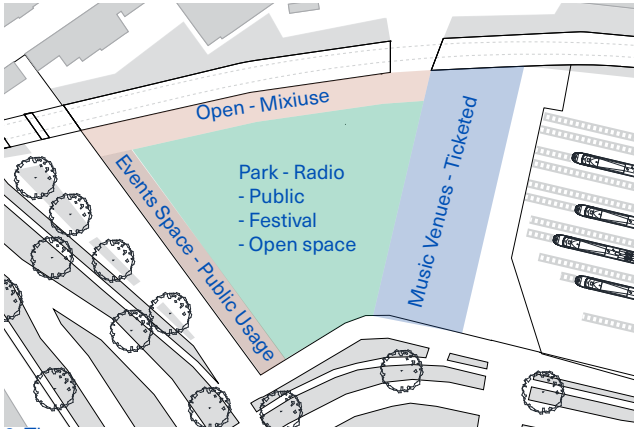 Open - Mixiuse
Park - Radio
- Public
- Festival
- Open space
Events Space - Public Usage
Music Venues - Ticketed